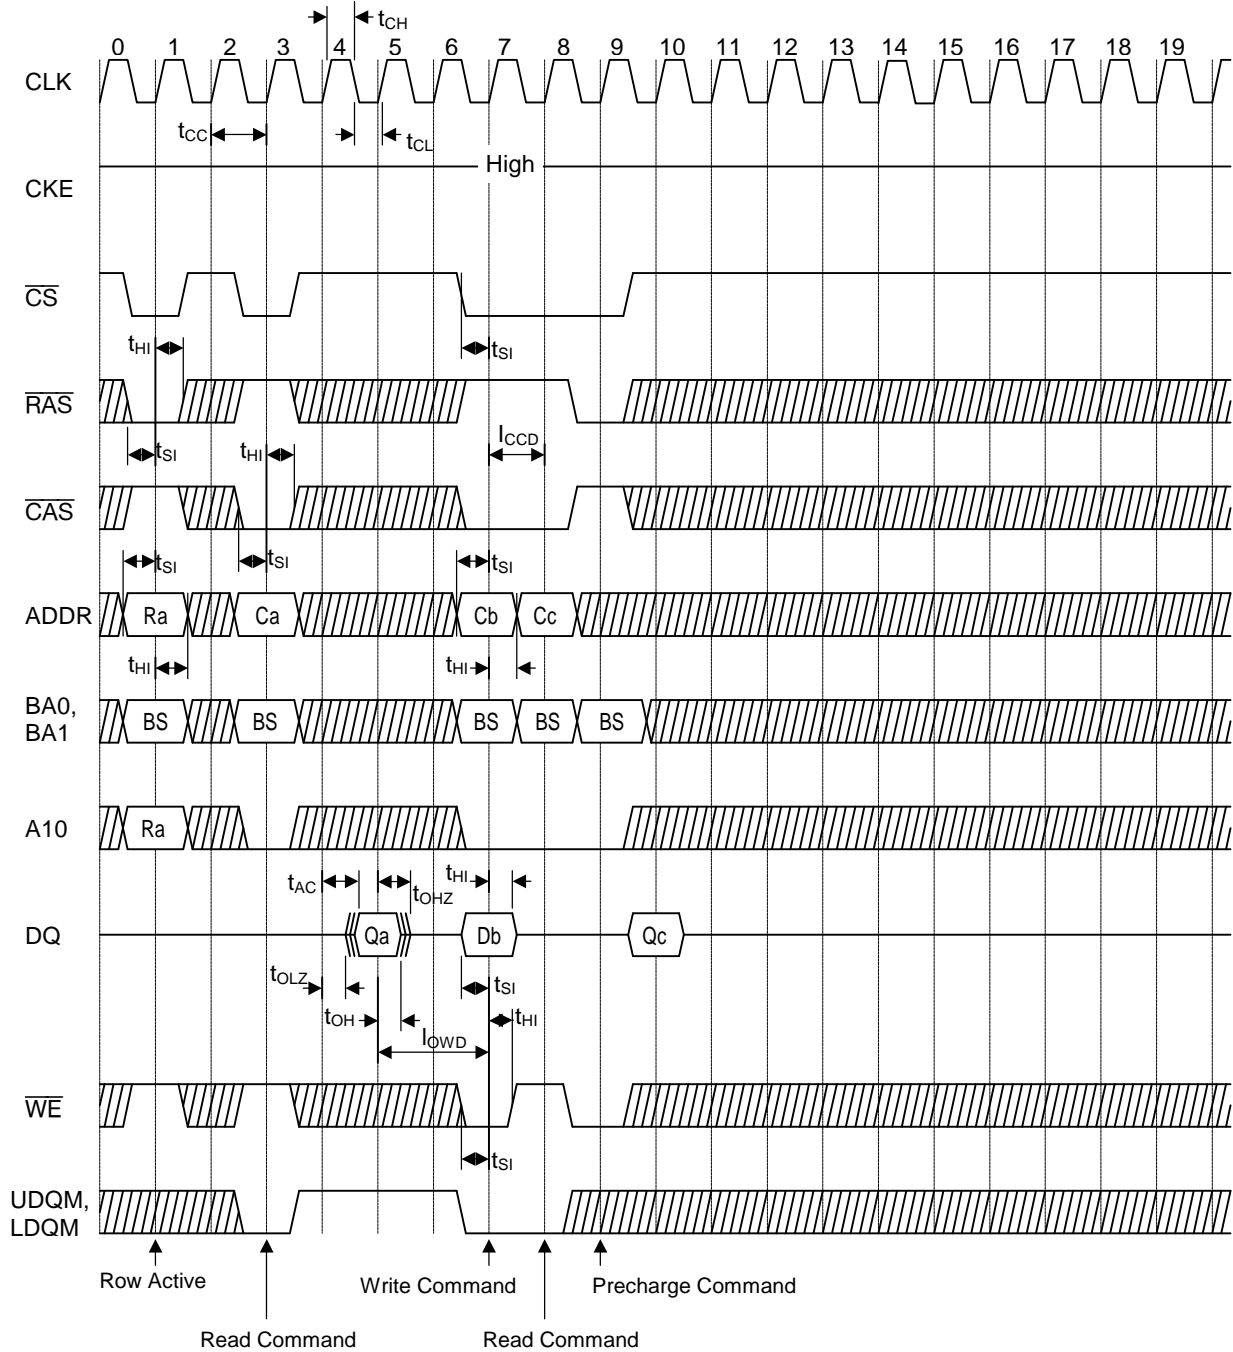 tCH
0 1 2 3 4 5 6 7 8 9 10 11 12 13 14 15 16 17 18 19
CLK
tCC
tCL
High
CKE
CS
tHI
tSI
RAS
lCCD
tSI
tHI
CAS
tSI
tSI
tSI
ADDR
Ra
Ca
Cb
Cc
tHI
tHI
BA0,
BA1
BS
BS
BS
BS
BS
A10
Ra
tAC
tOHZ
tHI
DQ
Qa
Db
Qc
tOLZ
tSI
tOH
tHI
lOWD
WE
tSI
UDQM,
LDQM
Row Active
Write Command
Precharge Command
Read Command
Read Command